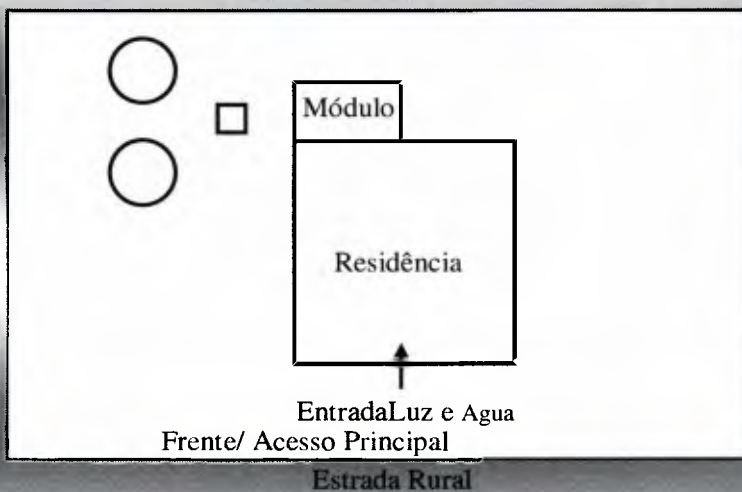 Módulo
Residência
EntradaLuz e Agua
Frente/ Acesso Principal
Estrada Rural